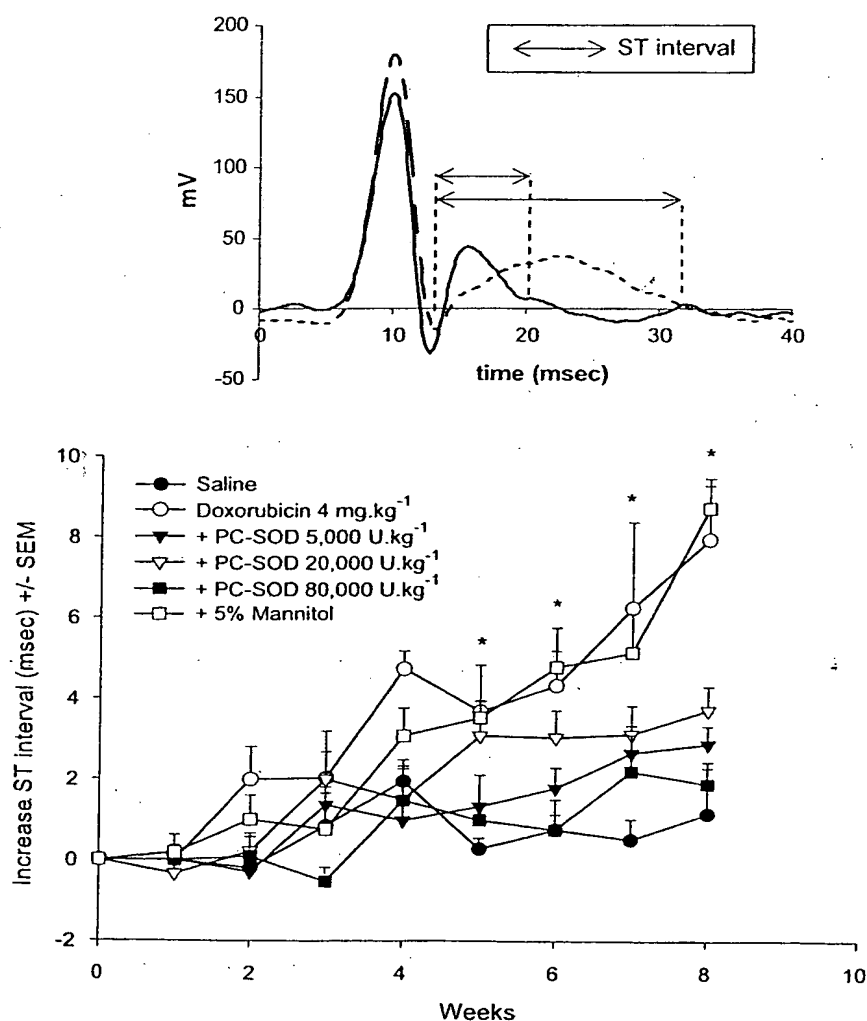 200
150
100
50
0
-50
mV
ST interval
0 10 20 30 40
time (msec)
10
8
6
4
2
0
-2
Increase ST interval (msec) +/- SEM
Saline
Doxorubicin 4 mg.kg⁻¹
+ PC-SOD 5,000 U.kg⁻¹
+ PC-SOD 20,000 U.kg⁻¹
+ PC-SOD 80,000 U.kg⁻¹
+ 5% Mannitol
* * * *
0 2 4 6 8 10
Weeks